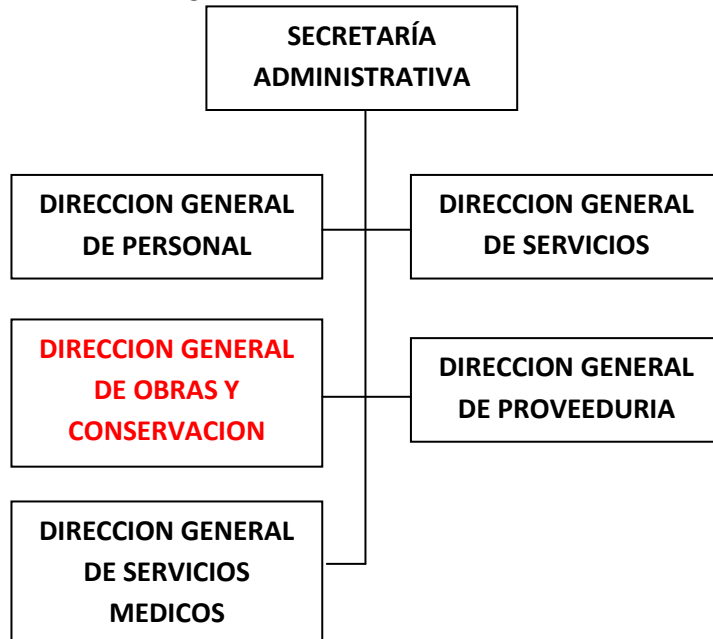 SECRETARÍA
ADMINISTRATIVA
DIRECCION GENERAL
DE PERSONAL
DIRECCION GENERAL
DE SERVICIOS
DIRECCION GENERAL
DE OBRAS Y
CONSERVACION
DIRECCION GENERAL
DE PROVEEDURIA
DIRECCION GENERAL
DE SERVICIOS
MEDICOS